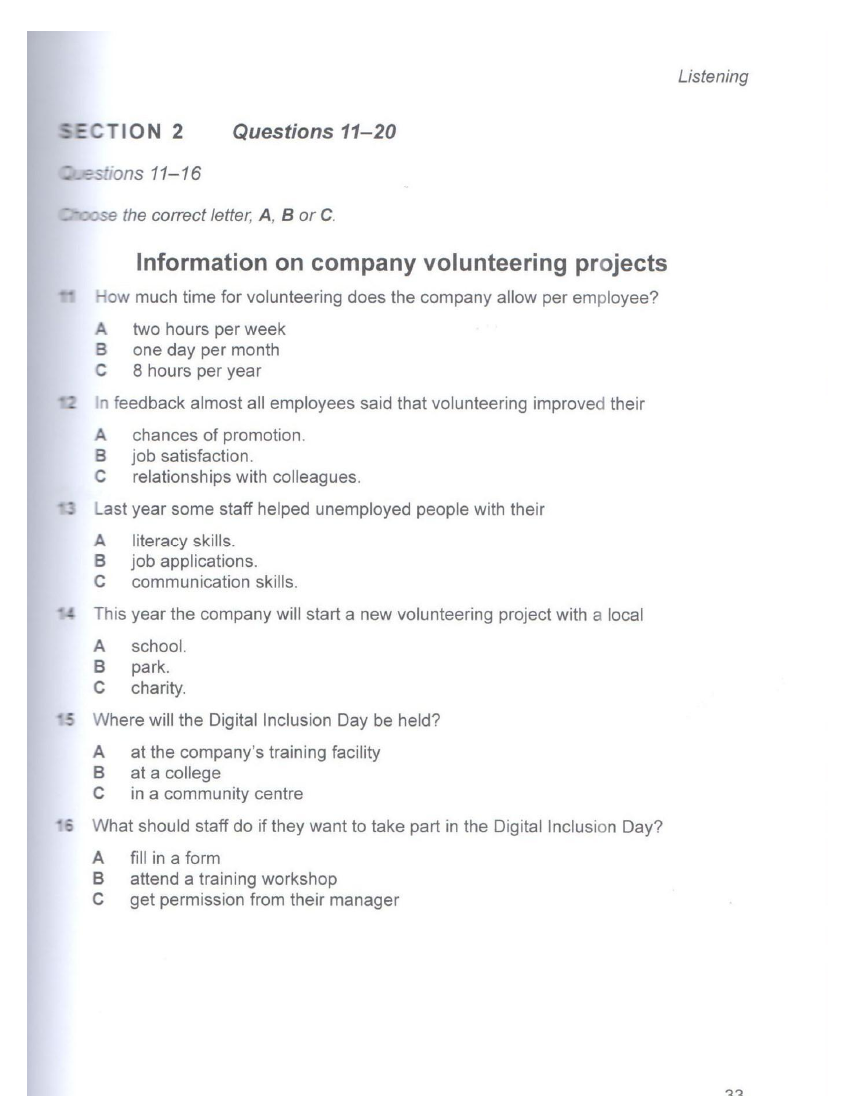 Listening
SECTION 2 Questions 11–20
Questions 11–16
Choose the correct letter, A, B or C.
Information on company volunteering projects
11 How much time for volunteering does the company allow per employee?
A two hours per week
B one day per month
C 8 hours per year
12 In feedback almost all employees said that volunteering improved their
A chances of promotion.
B job satisfaction.
C relationships with colleagues.
13 Last year some staff helped unemployed people with their
A literacy skills.
B job applications.
C communication skills.
14 This year the company will start a new volunteering project with a local
A school.
B park.
C charity.
15 Where will the Digital Inclusion Day be held?
A at the company's training facility
B at a college
C in a community centre
16 What should staff do if they want to take part in the Digital Inclusion Day?
A fill in a form
B attend a training workshop
C get permission from their manager
33